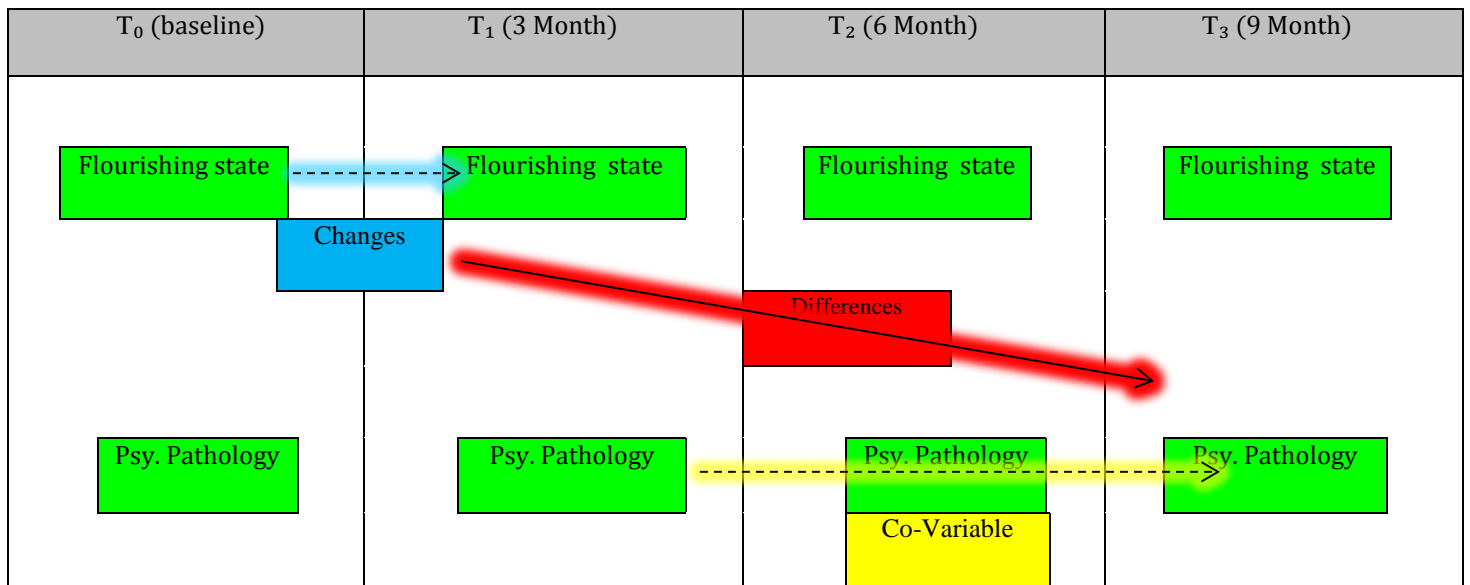 T₀ (baseline) T₁ (3 Month) T₂ (6 Month) T₃ (9 Month)
Flourishing state Flourishing state Flourishing state Flourishing state
Changes
Differences
Psy. Pathology Psy. Pathology Psy. Pathology Psy. Pathology
Co-Variable